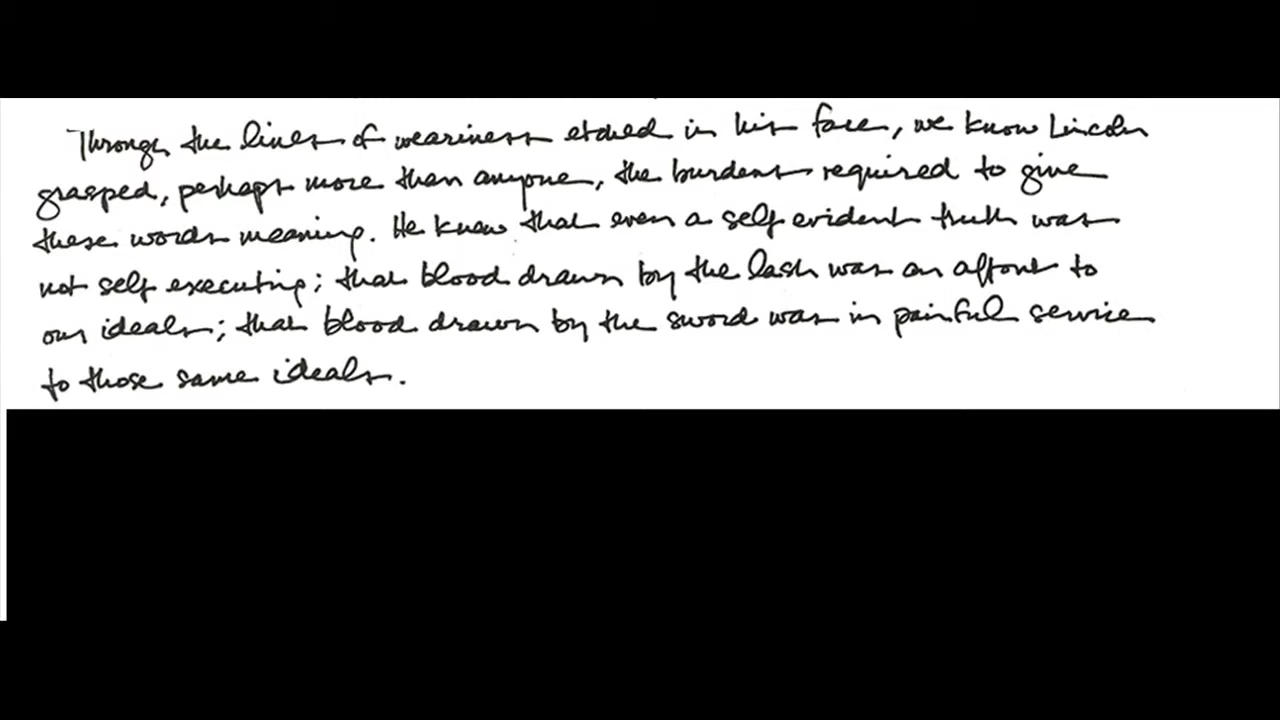 Through the lines of weariness etched in his face, we know Lincoln
grasped, perhaps more than anyone, the burdens required to give
these words meaning. He knew that even a self evident truth was
not self executing; that blood drawn by the lash was an affront to
our ideals; that blood drawn by the sword was in painful service
to those same ideals.